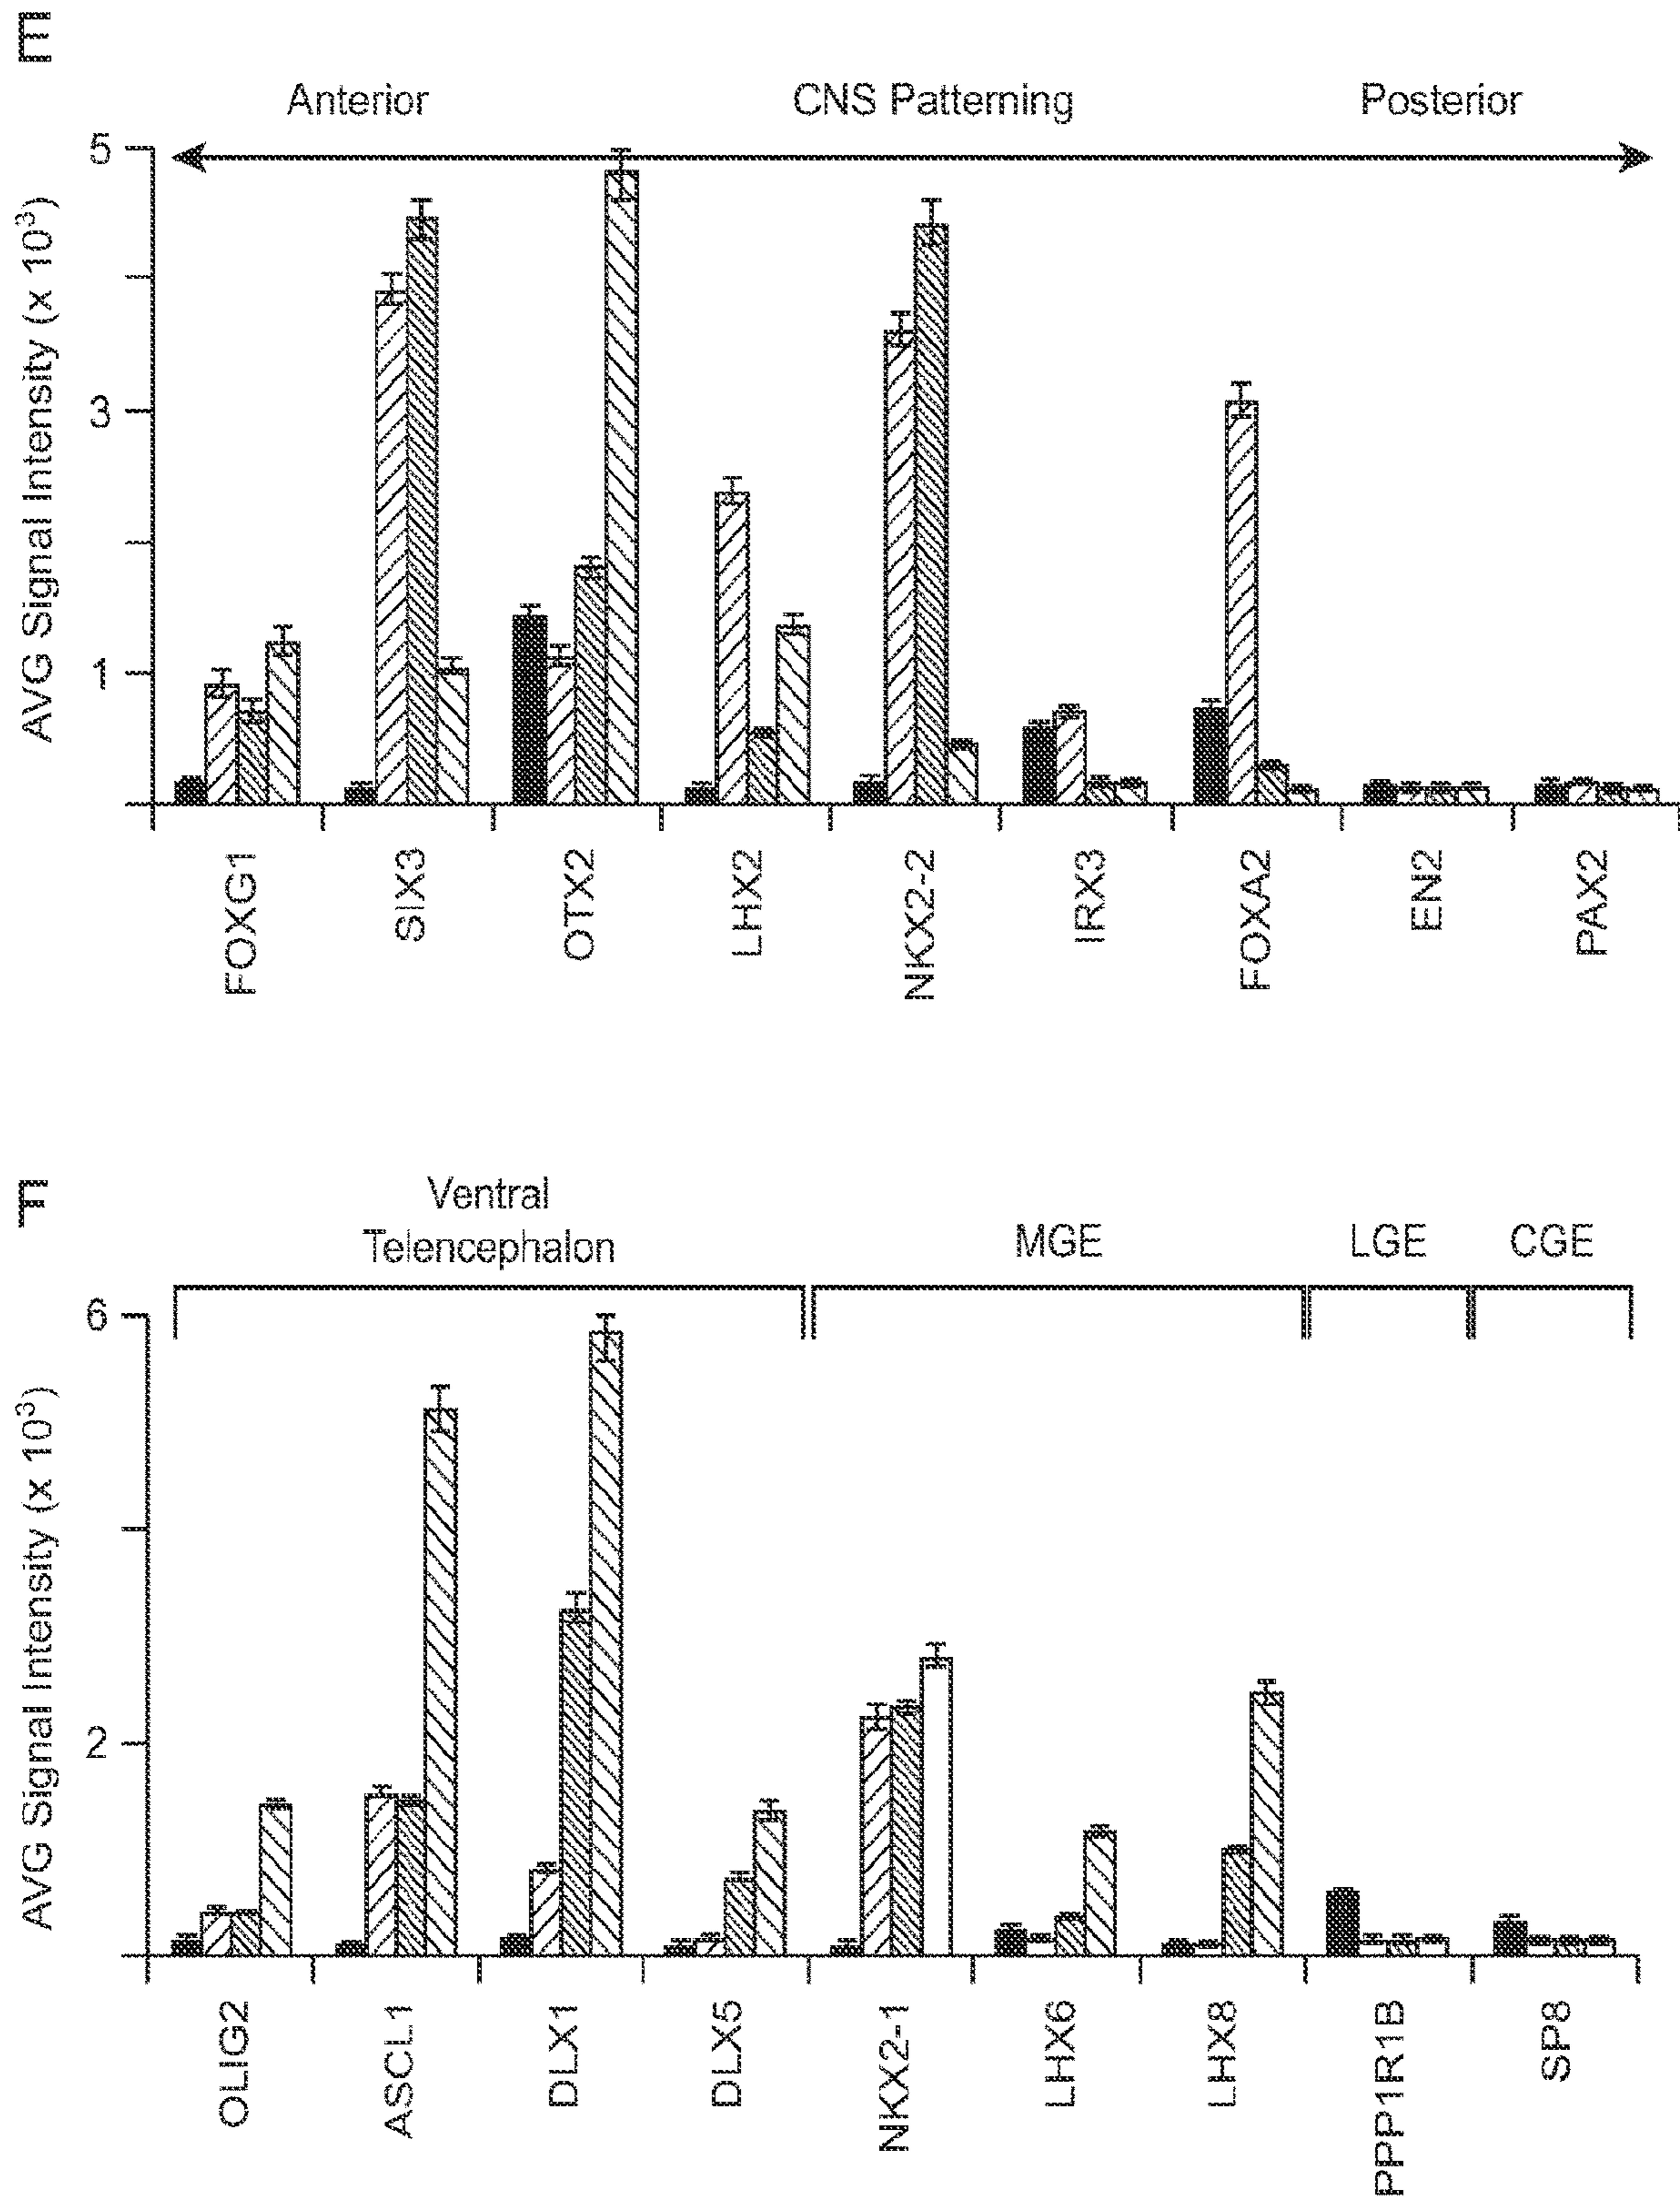 E
Anterior CNS Patterning Posterior
AVG Signal Intensity (x 10³)
5
3
1
FOXG1
SIX3
OTX2
LHX2
NKX2-2
IRX3
FOXA2
EN2
PAX2
F
Ventral
Telencephalon
MGE
LGE
CGE
AVG Signal Intensity (x 10³)
6
2
OLIG2
ASCL1
DLX1
DLX5
NKX2-1
LHX6
LHX8
PPP1R1B
SP8